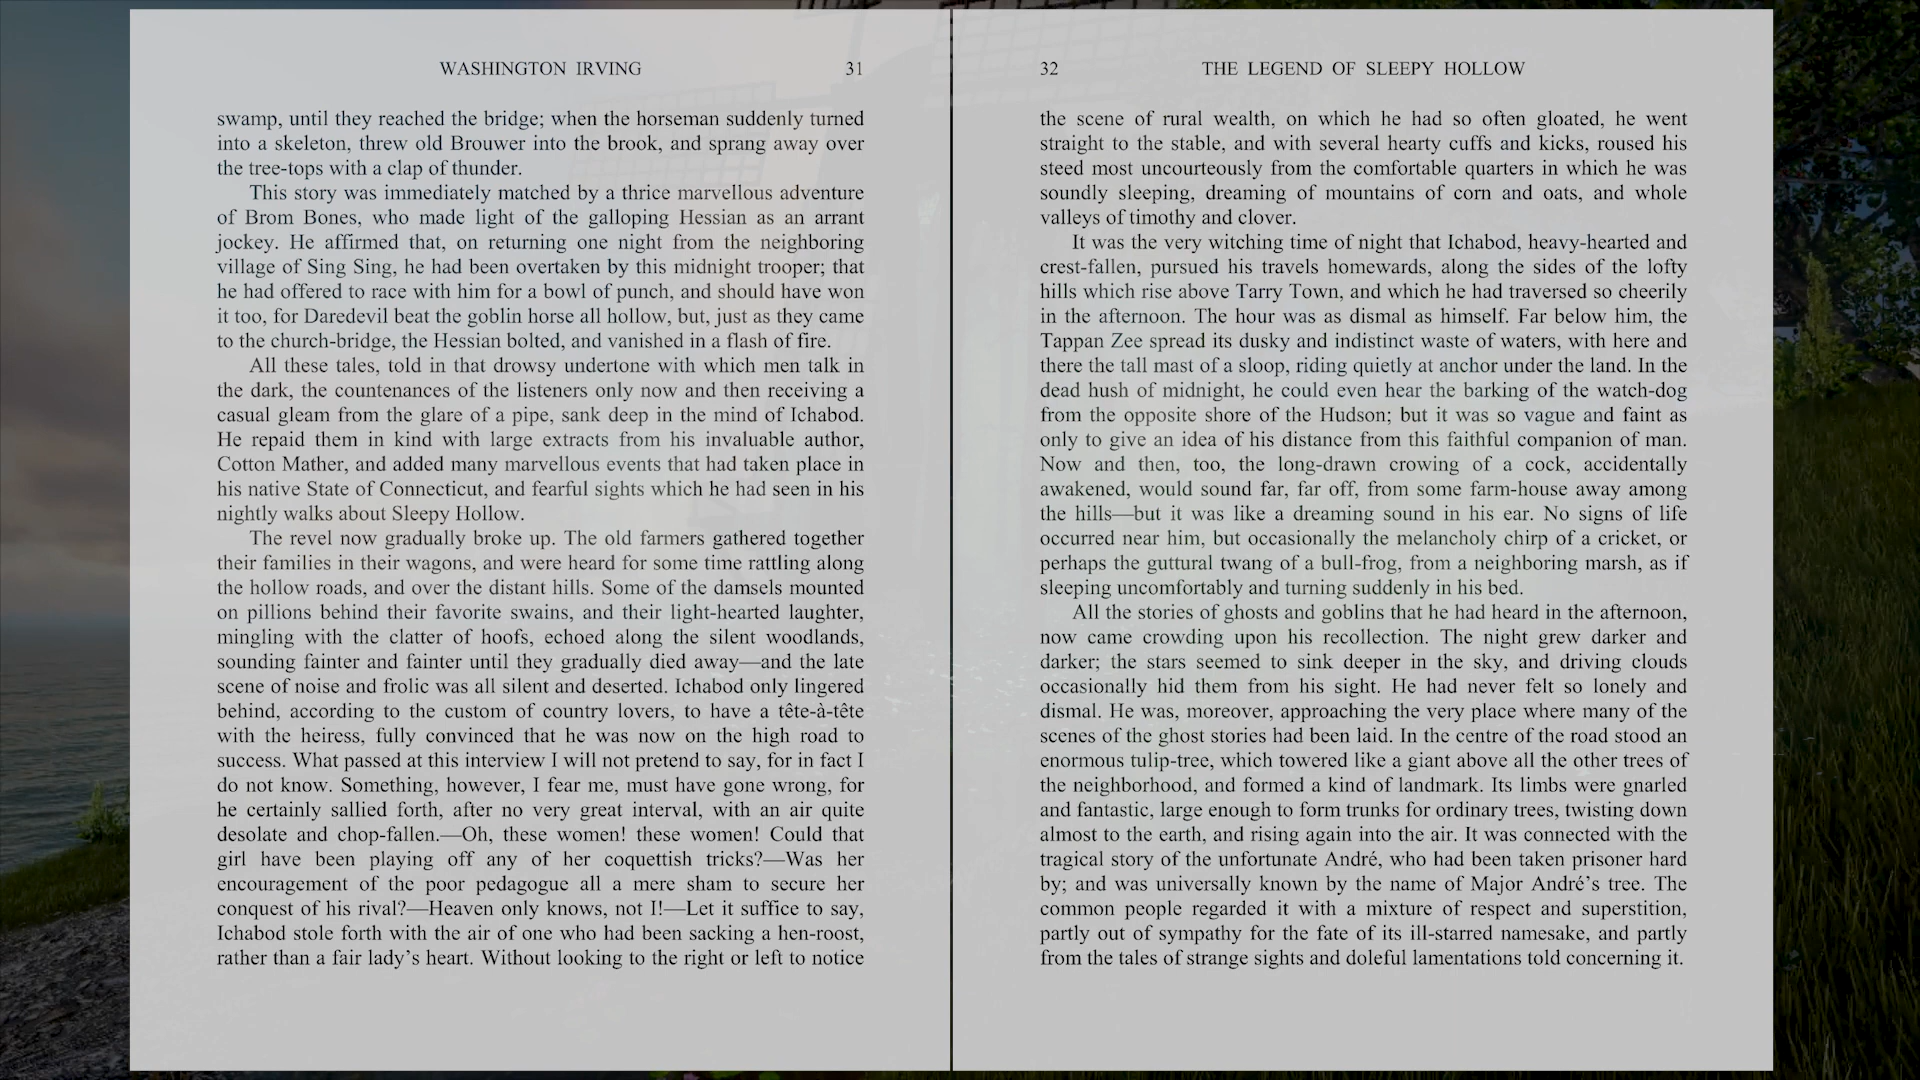 WASHINGTON IRVING 31
swamp, until they reached the bridge; when the horseman suddenly turned
into a skeleton, threw old Brouwer into the brook, and sprang away over
the tree-tops with a clap of thunder.
This story was immediately matched by a thrice marvellous adventure
of Brom Bones, who made light of the galloping Hessian as an arrant
jockey. He affirmed that, on returning one night from the neighboring
village of Sing Sing, he had been overtaken by this midnight trooper; that
he had offered to race with him for a bowl of punch, and should have won
it too, for Daredevil beat the goblin horse all hollow, but, just as they came
to the church-bridge, the Hessian bolted, and vanished in a flash of fire.
All these tales, told in that drowsy undertone with which men talk in
the dark, the countenances of the listeners only now and then receiving a
casual gleam from the glare of a pipe, sank deep in the mind of Ichabod.
He repaid them in kind with large extracts from his invaluable author,
Cotton Mather, and added many marvellous events that had taken place in
his native State of Connecticut, and fearful sights which he had seen in his
nightly walks about Sleepy Hollow.
The revel now gradually broke up. The old farmers gathered together
their families in their wagons, and were heard for some time rattling along
the hollow roads, and over the distant hills. Some of the damsels mounted
on pillions behind their favorite swains, and their light-hearted laughter,
mingling with the clatter of hoofs, echoed along the silent woodlands,
sounding fainter and fainter until they gradually died away—and the late
scene of noise and frolic was all silent and deserted. Ichabod only lingered
behind, according to the custom of country lovers, to have a tête-à-tête
with the heiress, fully convinced that he was now on the high road to
success. What passed at this interview I will not pretend to say, for in fact I
do not know. Something, however, I fear me, must have gone wrong, for
he certainly sallied forth, after no very great interval, with an air quite
desolate and chop-fallen.—Oh, these women! these women! Could that
girl have been playing off any of her coquettish tricks?—Was her
encouragement of the poor pedagogue all a mere sham to secure her
conquest of his rival?—Heaven only knows, not I!—Let it suffice to say,
Ichabod stole forth with the air of one who had been sacking a hen-roost,
rather than a fair lady's heart. Without looking to the right or left to notice
32 THE LEGEND OF SLEEPY HOLLOW
the scene of rural wealth, on which he had so often gloated, he went
straight to the stable, and with several hearty cuffs and kicks, roused his
steed most uncourteously from the comfortable quarters in which he was
soundly sleeping, dreaming of mountains of corn and oats, and whole
valleys of timothy and clover.
It was the very witching time of night that Ichabod, heavy-hearted and
crest-fallen, pursued his travels homewards, along the sides of the lofty
hills which rise above Tarry Town, and which he had traversed so cheerily
in the afternoon. The hour was as dismal as himself. Far below him, the
Tappan Zee spread its dusky and indistinct waste of waters, with here and
there the tall mast of a sloop, riding quietly at anchor under the land. In the
dead hush of midnight, he could even hear the barking of the watch-dog
from the opposite shore of the Hudson; but it was so vague and faint as
only to give an idea of his distance from this faithful companion of man.
Now and then, too, the long-drawn crowing of a cock, accidentally
awakened, would sound far, far off, from some farm-house away among
the hills—but it was like a dreaming sound in his ear. No signs of life
occurred near him, but occasionally the melancholy chirp of a cricket, or
perhaps the guttural twang of a bull-frog, from a neighboring marsh, as if
sleeping uncomfortably and turning suddenly in his bed.
All the stories of ghosts and goblins that he had heard in the afternoon,
now came crowding upon his recollection. The night grew darker and
darker; the stars seemed to sink deeper in the sky, and driving clouds
occasionally hid them from his sight. He had never felt so lonely and
dismal. He was, moreover, approaching the very place where many of the
scenes of the ghost stories had been laid. In the centre of the road stood an
enormous tulip-tree, which towered like a giant above all the other trees of
the neighborhood, and formed a kind of landmark. Its limbs were gnarled
and fantastic, large enough to form trunks for ordinary trees, twisting down
almost to the earth, and rising again into the air. It was connected with the
tragical story of the unfortunate André, who had been taken prisoner hard
by; and was universally known by the name of Major André's tree. The
common people regarded it with a mixture of respect and superstition,
partly out of sympathy for the fate of its ill-starred namesake, and partly
from the tales of strange sights and doleful lamentations told concerning it.